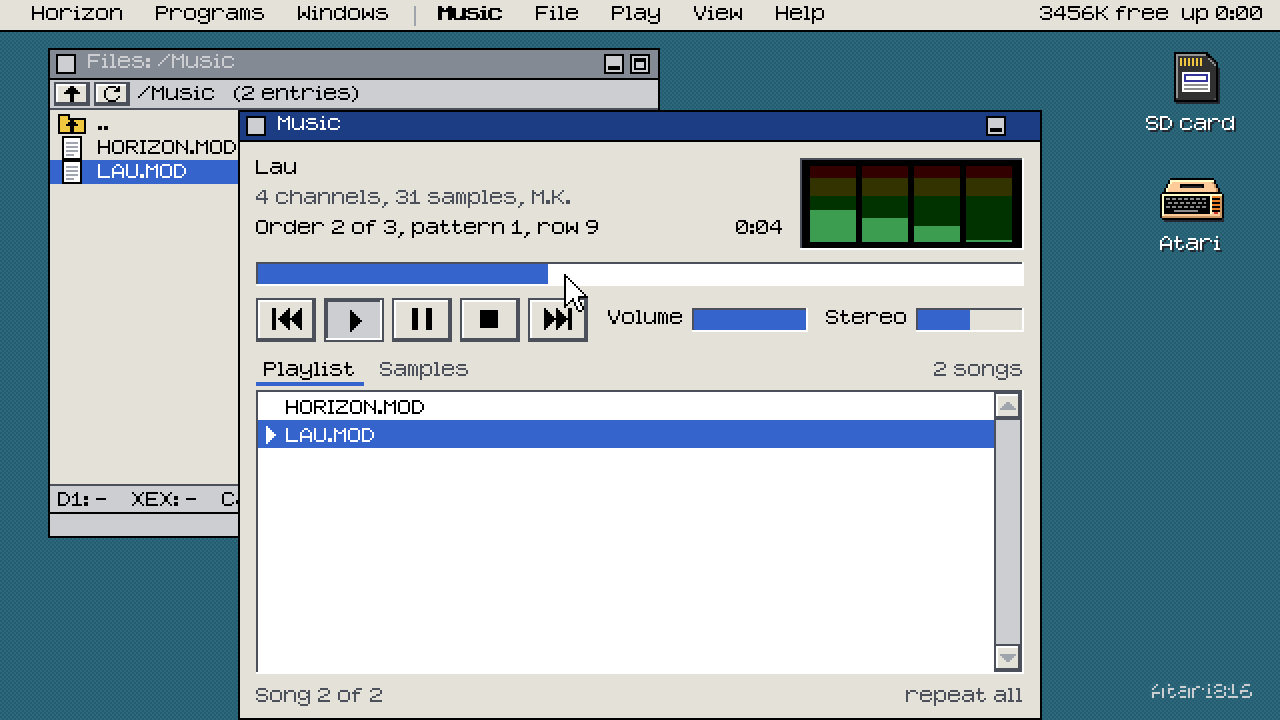 Horizon Programs Windows Music File Play View Help 3456K free up 0:00
Files: /Music
/Music (2 entries)
..
HORIZON.MOD
LAU.MOD
D1: - XEX: -
Music
Lau
4 channels, 31 samples, M.K.
Order 2 of 3, pattern 1, row 9 0:04
Volume Stereo
Playlist Samples 2 songs
HORIZON.MOD
LAU.MOD
Song 2 of 2 repeat all
SD card
Atari
Atari816